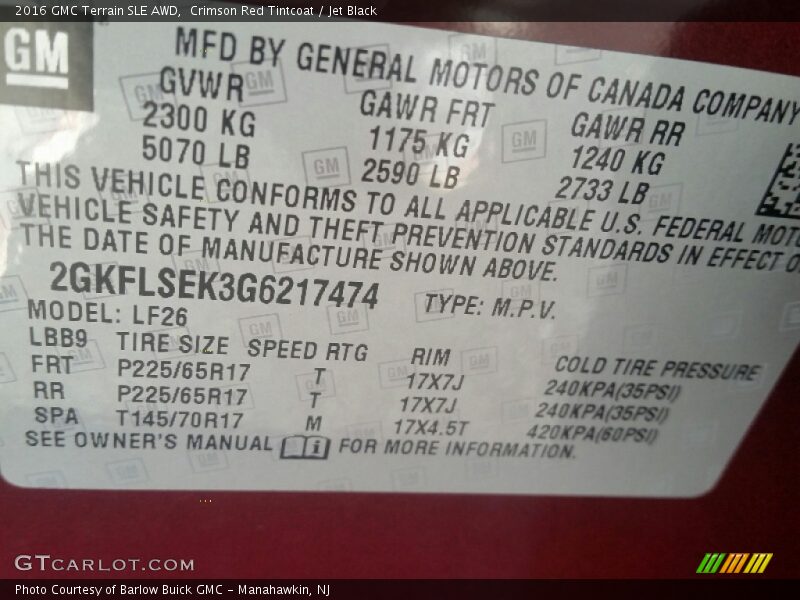 2016 GMC Terrain SLE AWD, Crimson Red Tintcoat / Jet Black
GM
MFD BY GENERAL MOTORS OF CANADA COMPANY
GVWR GAWR FRT GAWR RR
2300 KG 1175 KG 1240 KG
5070 LB 2590 LB 2733 LB
THIS VEHICLE CONFORMS TO ALL APPLICABLE U.S. FEDERAL MOTO
VEHICLE SAFETY AND THEFT PREVENTION STANDARDS IN EFFECT O
THE DATE OF MANUFACTURE SHOWN ABOVE.
2GKFLSEK3G6217474 TYPE: M.P.V.
MODEL: LF26
LBB9 TIRE SIZE SPEED RTG RIM COLD TIRE PRESSURE
FRT P225/65R17 T 17X7J 240KPA(35PSI)
RR P225/65R17 T 17X7J 240KPA(35PSI)
SPA T145/70R17 M 17X4.5T 420KPA(60PSI)
SEE OWNER'S MANUAL FOR MORE INFORMATION.
GTCARLOT.COM
Photo Courtesy of Barlow Buick GMC - Manahawkin, NJ